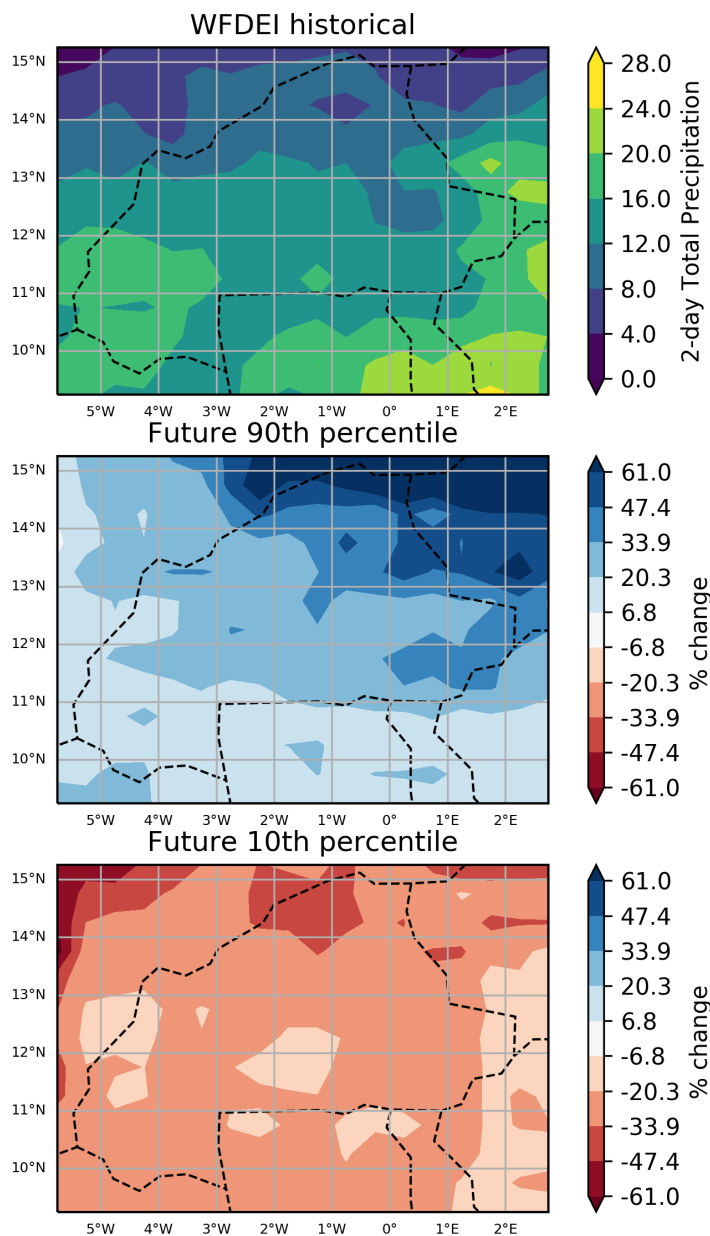 WFDEI historical
15°N
14°N
13°N
12°N
11°N
10°N
5°W 4°W 3°W 2°W 1°W 0° 1°E 2°E
28.0
24.0
20.0
16.0
12.0
8.0
4.0
0.0
2-day Total Precipitation
Future 90th percentile
15°N
14°N
13°N
12°N
11°N
10°N
5°W 4°W 3°W 2°W 1°W 0° 1°E 2°E
61.0
47.4
33.9
20.3
6.8
-6.8
-20.3
-33.9
-47.4
-61.0
% change
Future 10th percentile
15°N
14°N
13°N
12°N
11°N
10°N
5°W 4°W 3°W 2°W 1°W 0° 1°E 2°E
61.0
47.4
33.9
20.3
6.8
-6.8
-20.3
-33.9
-47.4
-61.0
% change